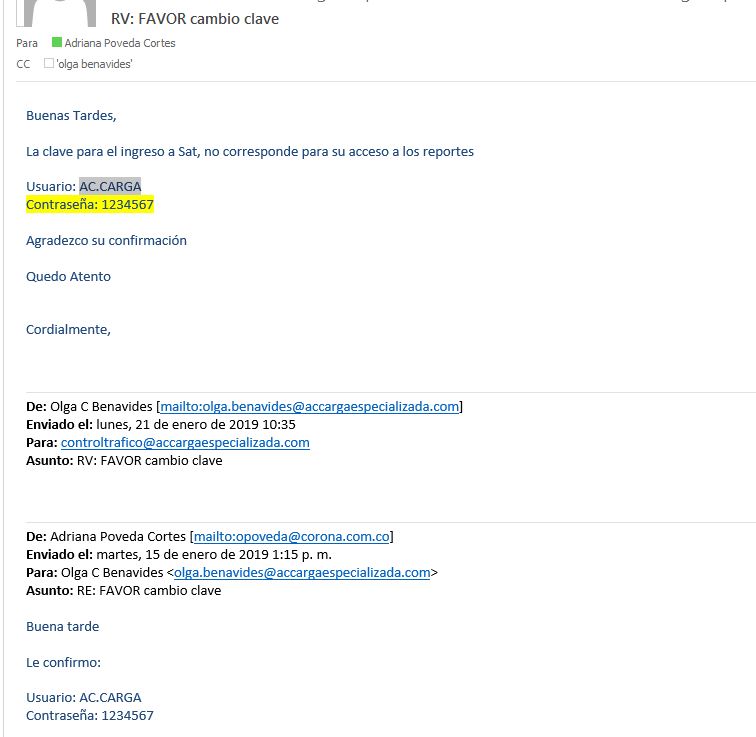 RV: FAVOR cambio clave
Para Adriana Poveda Cortes
CC 'olga benavides'
Buenas Tardes,
La clave para el ingreso a Sat, no corresponde para su acceso a los reportes
Usuario: AC.CARGA
Contraseña: 1234567
Agradezco su confirmación
Quedo Atento
Cordialmente,
De: Olga C Benavides [mailto:olga.benavides@accargaespecializada.com]
Enviado el: lunes, 21 de enero de 2019 10:35
Para: controltrafico@accargaespecializada.com
Asunto: RV: FAVOR cambio clave
De: Adriana Poveda Cortes [mailto:opoveda@corona.com.co]
Enviado el: martes, 15 de enero de 2019 1:15 p. m.
Para: Olga C Benavides <olga.benavides@accargaespecializada.com>
Asunto: RE: FAVOR cambio clave
Buena tarde
Le confirmo:
Usuario: AC.CARGA
Contraseña: 1234567